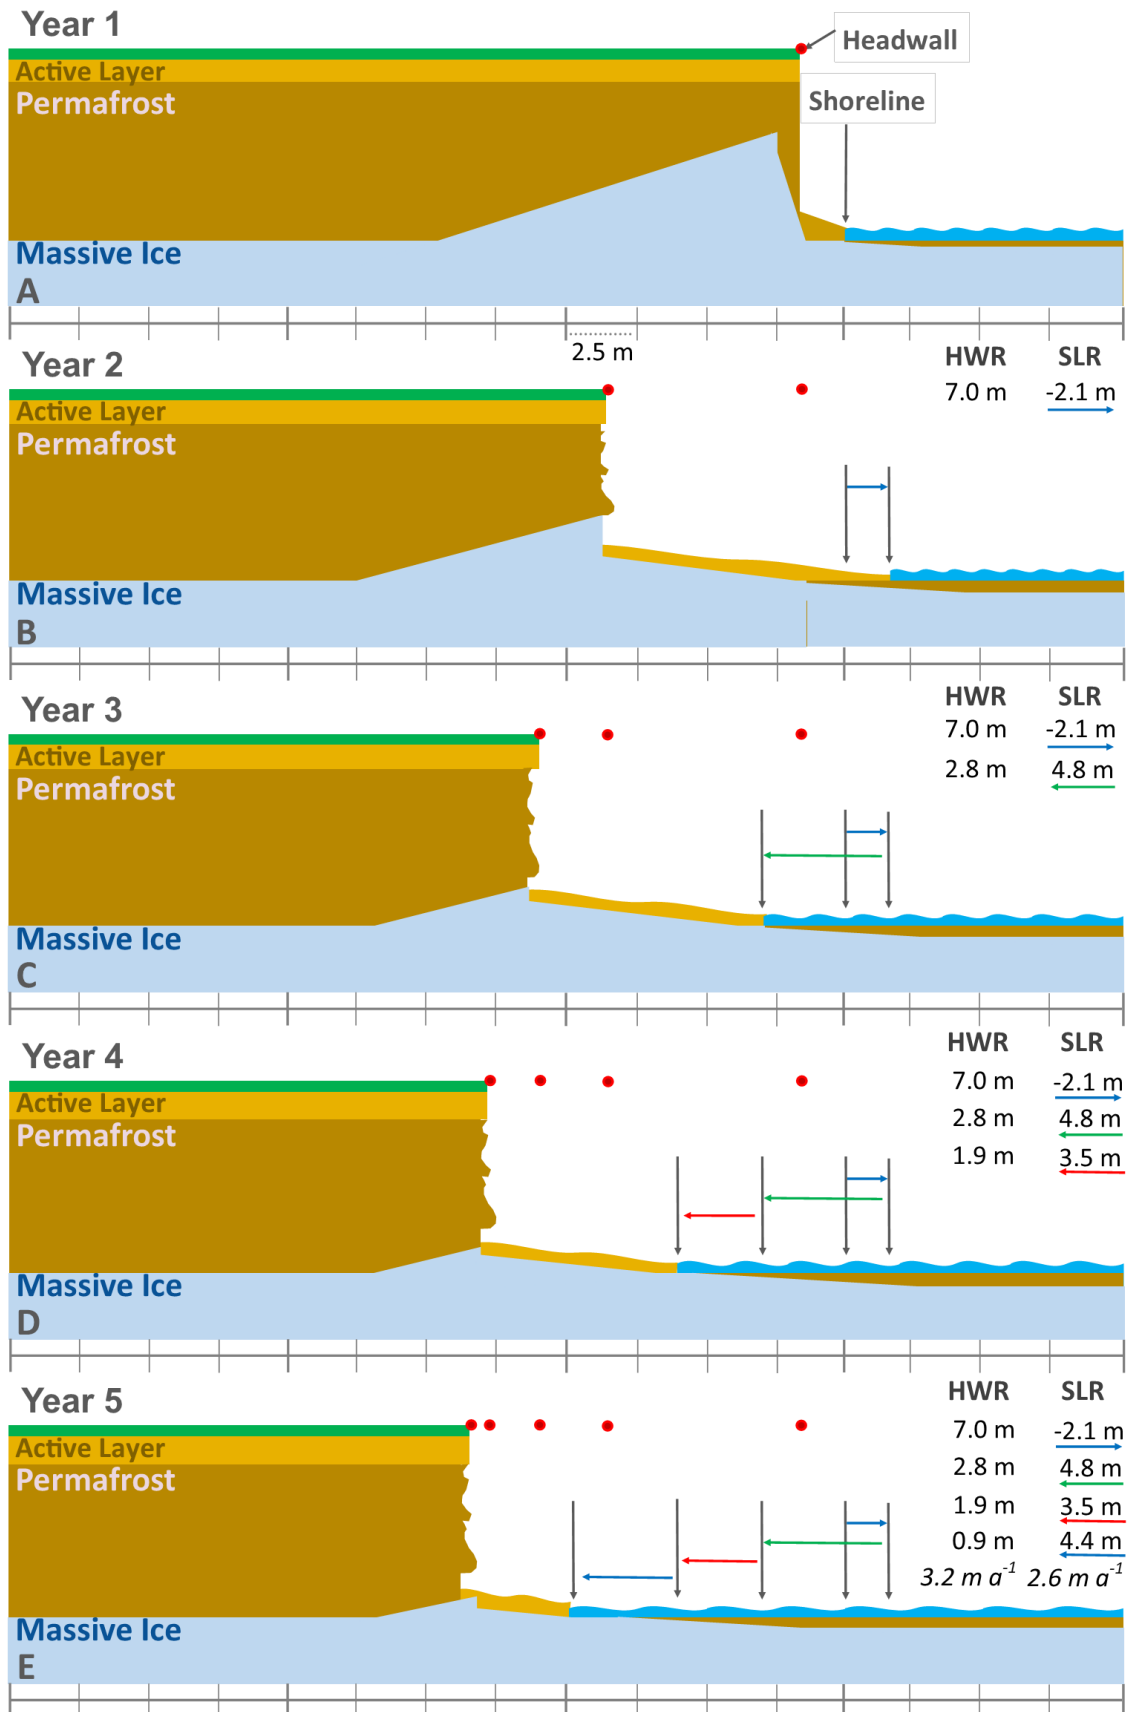 Year 1
Headwall
Active Layer
Shoreline
Permafrost
Massive Ice
A
2.5 m
Year 2
HWR SLR
7.0 m -2.1 m
Active Layer
Permafrost
Massive Ice
B
Year 3
HWR SLR
7.0 m -2.1 m
Active Layer
2.8 m 4.8 m
Permafrost
Massive Ice
C
Year 4
HWR SLR
7.0 m -2.1 m
Active Layer
2.8 m 4.8 m
Permafrost
1.9 m 3.5 m
Massive Ice
D
Year 5
HWR SLR
7.0 m -2.1 m
Active Layer
2.8 m 4.8 m
Permafrost
1.9 m 3.5 m
0.9 m 4.4 m
3.2 m a⁻¹ 2.6 m a⁻¹
Massive Ice
E